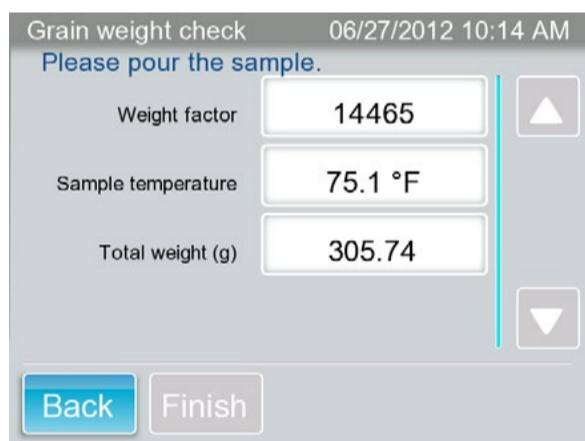 Grain weight check 06/27/2012 10:14 AM
Please pour the sample.
Weight factor 14465
Sample temperature 75.1 °F
Total weight (g) 305.74
Back Finish